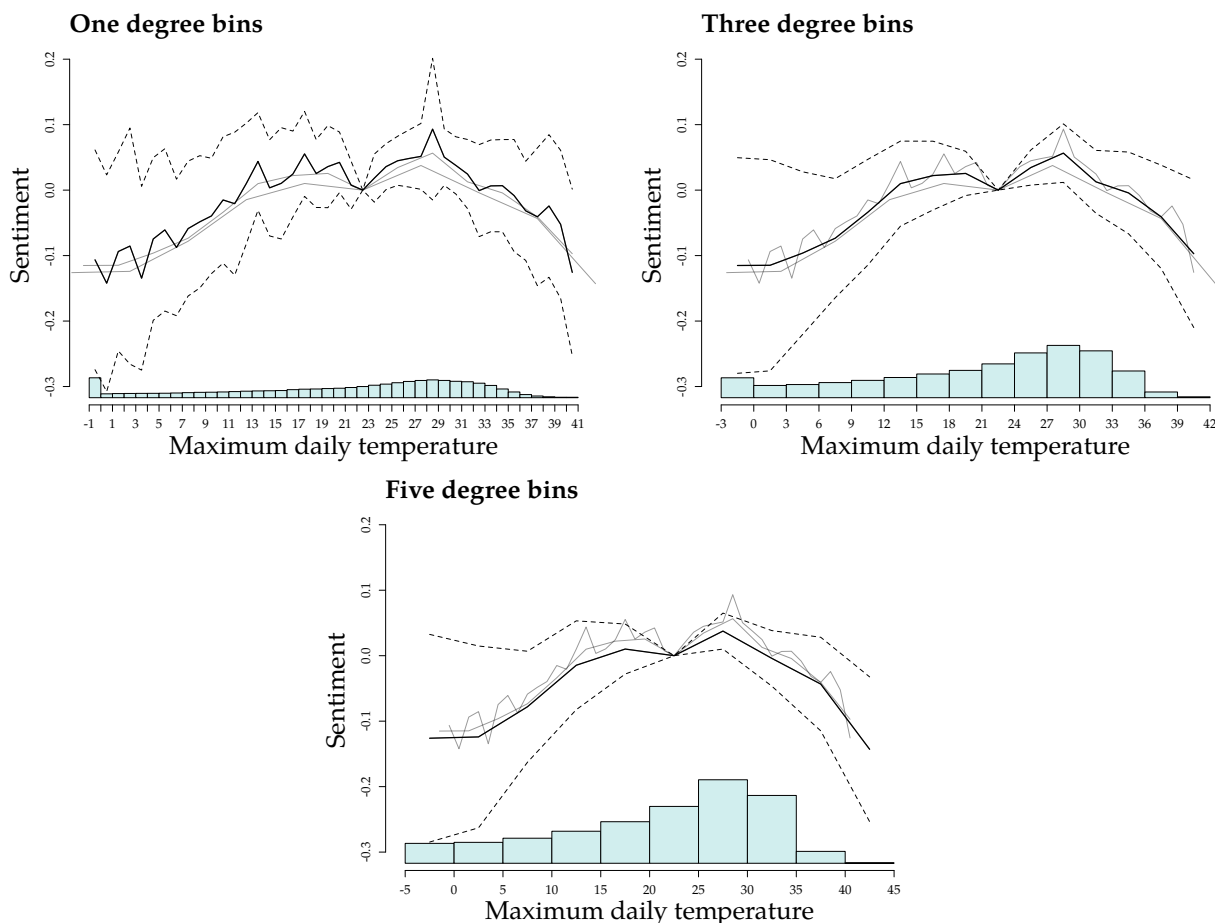 One degree bins
0.2
0.1
0.0
-0.1
-0.2
-0.3
Sentiment
-1 1 3 5 7 9 11 13 15 17 19 21 23 25 27 29 31 33 35 37 39 41
Maximum daily temperature
Three degree bins
0.2
0.1
0.0
-0.1
-0.2
-0.3
Sentiment
-3 0 3 6 9 12 15 18 21 24 27 30 33 36 39 42
Maximum daily temperature
Five degree bins
0.2
0.1
0.0
-0.1
-0.2
-0.3
Sentiment
-5 0 5 10 15 20 25 30 35 40 45
Maximum daily temperature